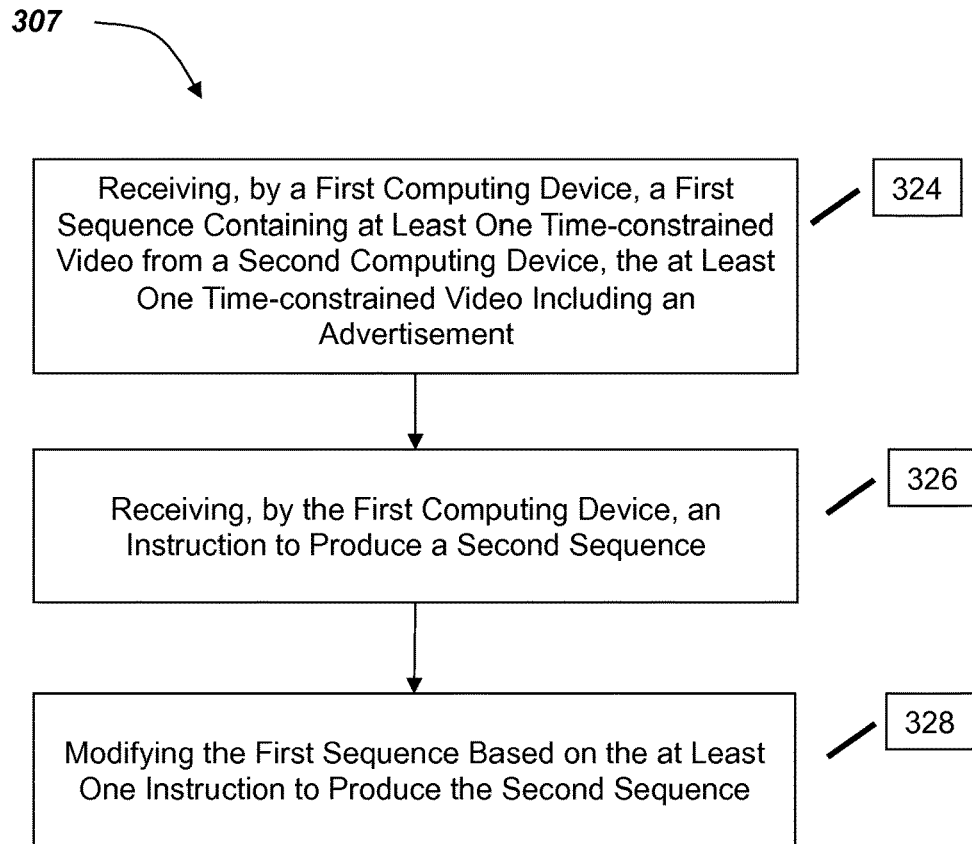 307
Receiving, by a First Computing Device, a First
Sequence Containing at Least One Time-constrained
Video from a Second Computing Device, the at Least
One Time-constrained Video Including an
Advertisement
324
Receiving, by the First Computing Device, an
Instruction to Produce a Second Sequence
326
Modifying the First Sequence Based on the at Least
One Instruction to Produce the Second Sequence
328